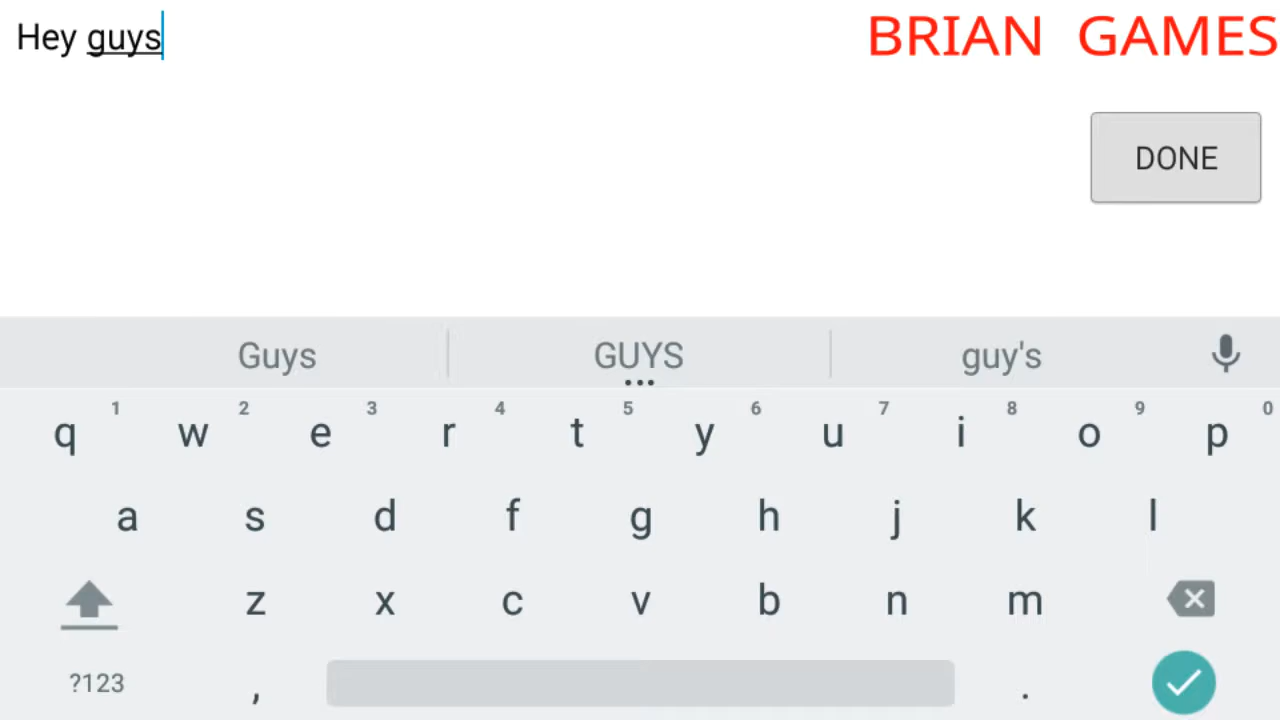 Hey guys BRIAN GAMES
DONE
Guys GUYS guy's
1 2 3 4 5 6 7 8 9 0
q w e r t y u i o p
a s d f g h j k l
z x c v b n m
?123 , .